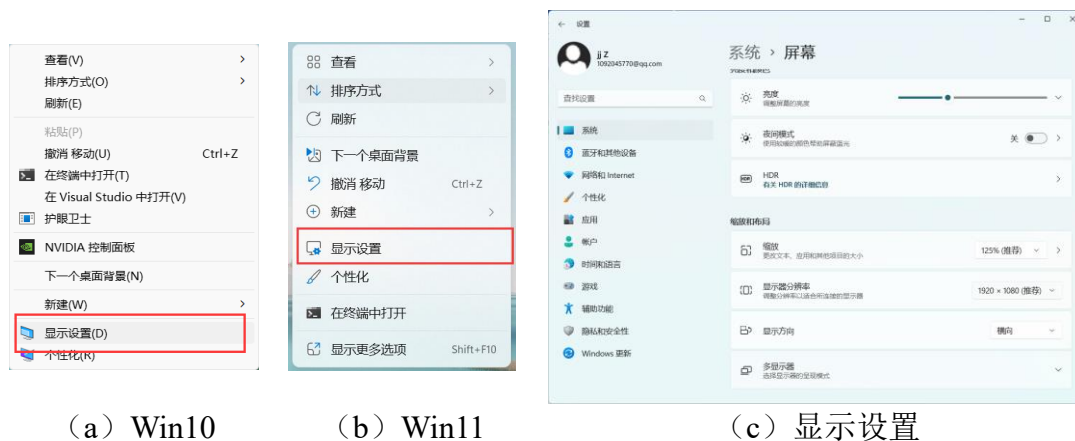 查看(V)
排序方式(O)
刷新(E)
粘贴(P)
撤消 移动(U) Ctrl+Z
在终端中打开(T)
在 Visual Studio 中打开(V)
护眼卫士
NVIDIA 控制面板
下一个桌面背景(N)
新建(W)
显示设置(D)
个性化(R)
查看
排序方式
刷新
下一个桌面背景
撤消 移动 Ctrl+Z
新建
显示设置
个性化
在终端中打开
显示更多选项 Shift+F10
设置
jj Z
1092045770@qq.com
查找设置
系统
蓝牙和其他设备
网络和 Internet
个性化
应用
帐户
时间和语言
游戏
辅助功能
隐私和安全性
Windows 更新
系统 › 屏幕
亮度
调整屏幕的亮度
夜间模式 关
使用较暖的颜色帮助屏蔽蓝光
HDR
有关 HDR 的详细信息
缩放和布局
缩放 125% (推荐)
更改文本、应用和其他项目的大小
显示器分辨率 1920 × 1080 (推荐)
调整分辨率以适合所连接的显示器
显示方向 横向
多显示器
选择显示器的呈现模式
（a）Win10 （b）Win11 （c）显示设置